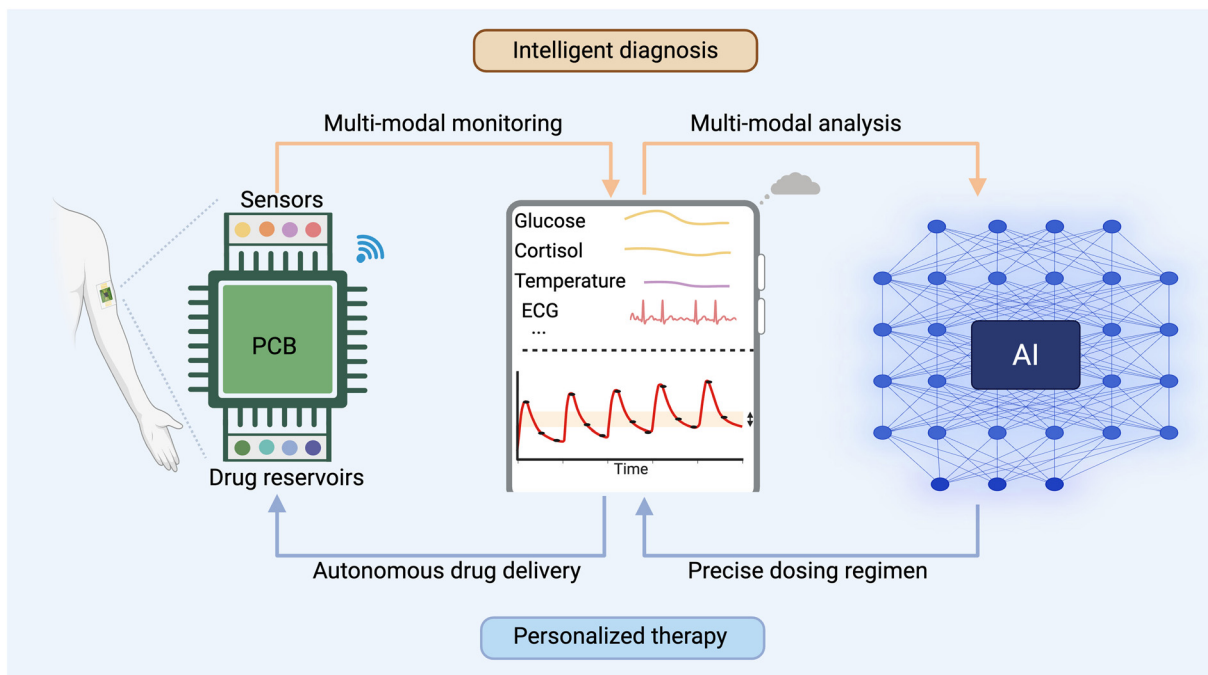 Intelligent diagnosis
Multi-modal monitoring
Multi-modal analysis
Sensors
PCB
Drug reservoirs
Glucose
Cortisol
Temperature
ECG
...
Time
AI
Autonomous drug delivery
Precise dosing regimen
Personalized therapy